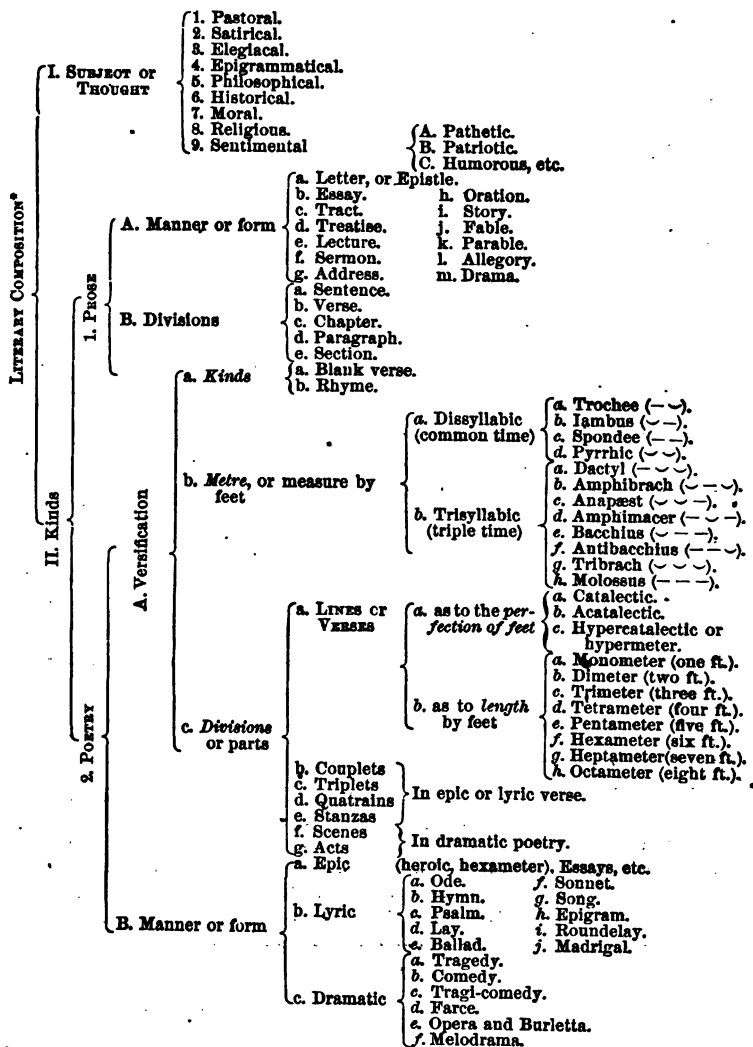 LITERARY COMPOSITION*
I. SUBJECT OR THOUGHT
1. Pastoral.
2. Satirical.
3. Elegiacal.
4. Epigrammatical.
5. Philosophical.
6. Historical.
7. Moral.
8. Religious.
9. Sentimental
A. Pathetic.
B. Patriotic.
C. Humorous, etc.
II. Kinds
1. PROSE
A. Manner or form
a. Letter, or Epistle.
b. Essay.
c. Tract.
d. Treatise.
e. Lecture.
f. Sermon.
g. Address.
h. Oration.
i. Story.
j. Fable.
k. Parable.
l. Allegory.
m. Drama.
B. Divisions
a. Sentence.
b. Verse.
c. Chapter.
d. Paragraph.
e. Section.
2. POETRY
A. Versification
a. Kinds
a. Blank verse.
b. Rhyme.
b. Metre, or measure by
feet
a. Dissyllabic
(common time)
a. Trochee (— ⏑).
b. Iambus (⏑ —).
c. Spondee (— —).
d. Pyrrhic (⏑ ⏑).
b. Trisyllabic
(triple time)
a. Dactyl (— ⏑ ⏑).
b. Amphibrach (⏑ — ⏑).
c. Anapæst (⏑ ⏑ —).
d. Amphimacer (— ⏑ —).
e. Bacchius (⏑ — —).
f. Antibacchius (— — ⏑).
g. Tribrach (⏑ ⏑ ⏑).
h. Molossus (— — —).
c. Divisions
or parts
a. LINES or
VERSES
a. as to the per-
fection of feet
a. Catalectic.
b. Acatalectic.
c. Hypercatalectic or
hypermeter.
b. as to length
by feet
a. Monometer (one ft.).
b. Dimeter (two ft.).
c. Trimeter (three ft.).
d. Tetrameter (four ft.).
e. Pentameter (five ft.).
f. Hexameter (six ft.).
g. Heptameter(seven ft.).
h. Octameter (eight ft.).
b. Couplets
c. Triplets
d. Quatrains
e. Stanzas
In epic or lyric verse.
f. Scenes
g. Acts
In dramatic poetry.
B. Manner or form
a. Epic (heroic, hexameter). Essays, etc.
b. Lyric
a. Ode.
b. Hymn.
c. Psalm.
d. Lay.
e. Ballad.
f. Sonnet.
g. Song.
h. Epigram.
i. Roundelay.
j. Madrigal.
c. Dramatic
a. Tragedy.
b. Comedy.
c. Tragi-comedy.
d. Farce.
e. Opera and Burletta.
f. Melodrama.